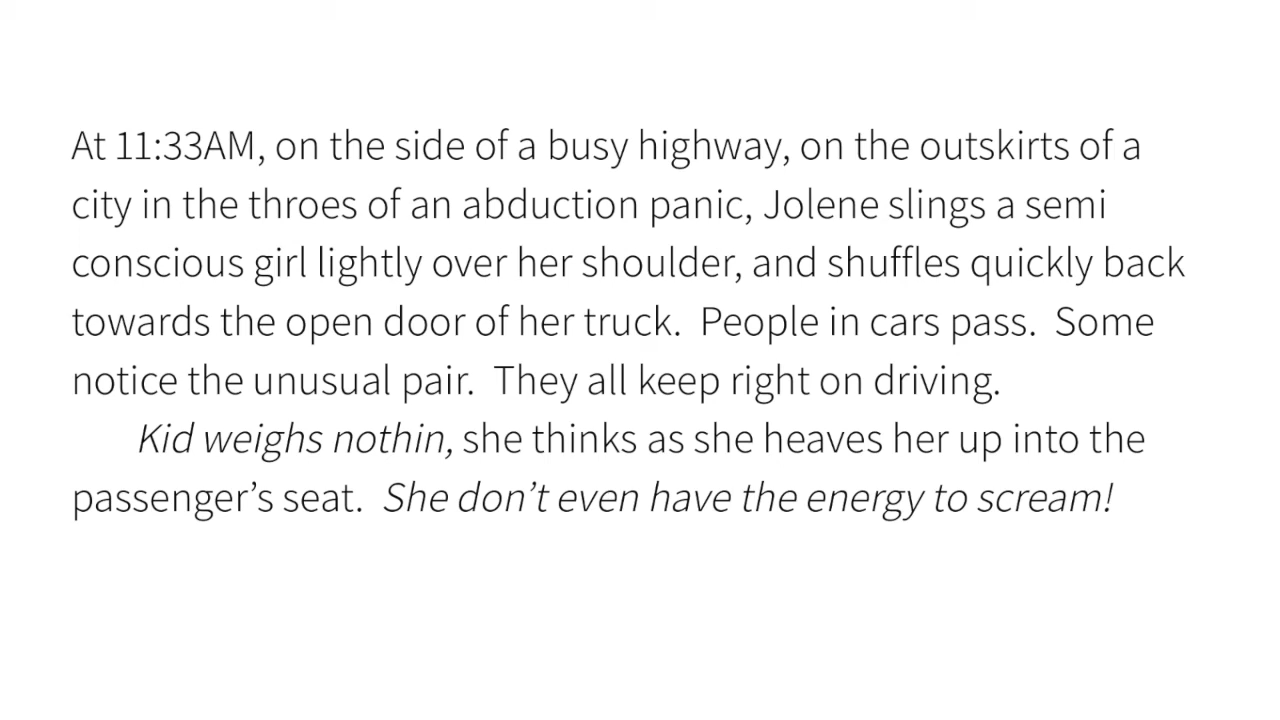 At 11:33AM, on the side of a busy highway, on the outskirts of a
city in the throes of an abduction panic, Jolene slings a semi
conscious girl lightly over her shoulder, and shuffles quickly back
towards the open door of her truck.  People in cars pass.  Some
notice the unusual pair.  They all keep right on driving.
Kid weighs nothin, she thinks as she heaves her up into the
passenger’s seat.  She don’t even have the energy to scream!